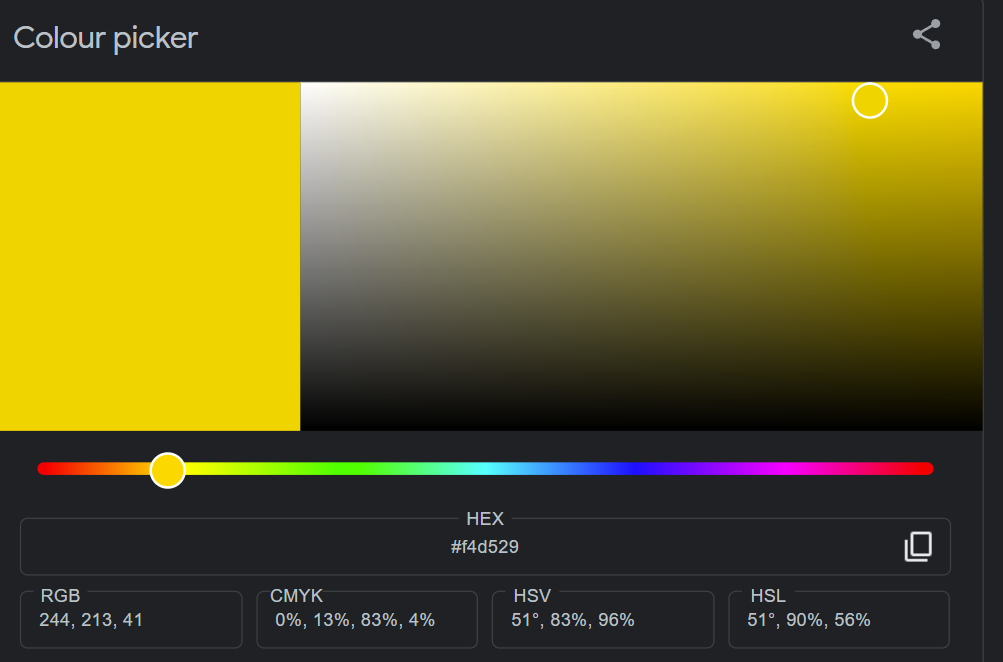 Colour picker
HEX
#f4d529
RGB
244, 213, 41
CMYK
0%, 13%, 83%, 4%
HSV
51°, 83%, 96%
HSL
51°, 90%, 56%